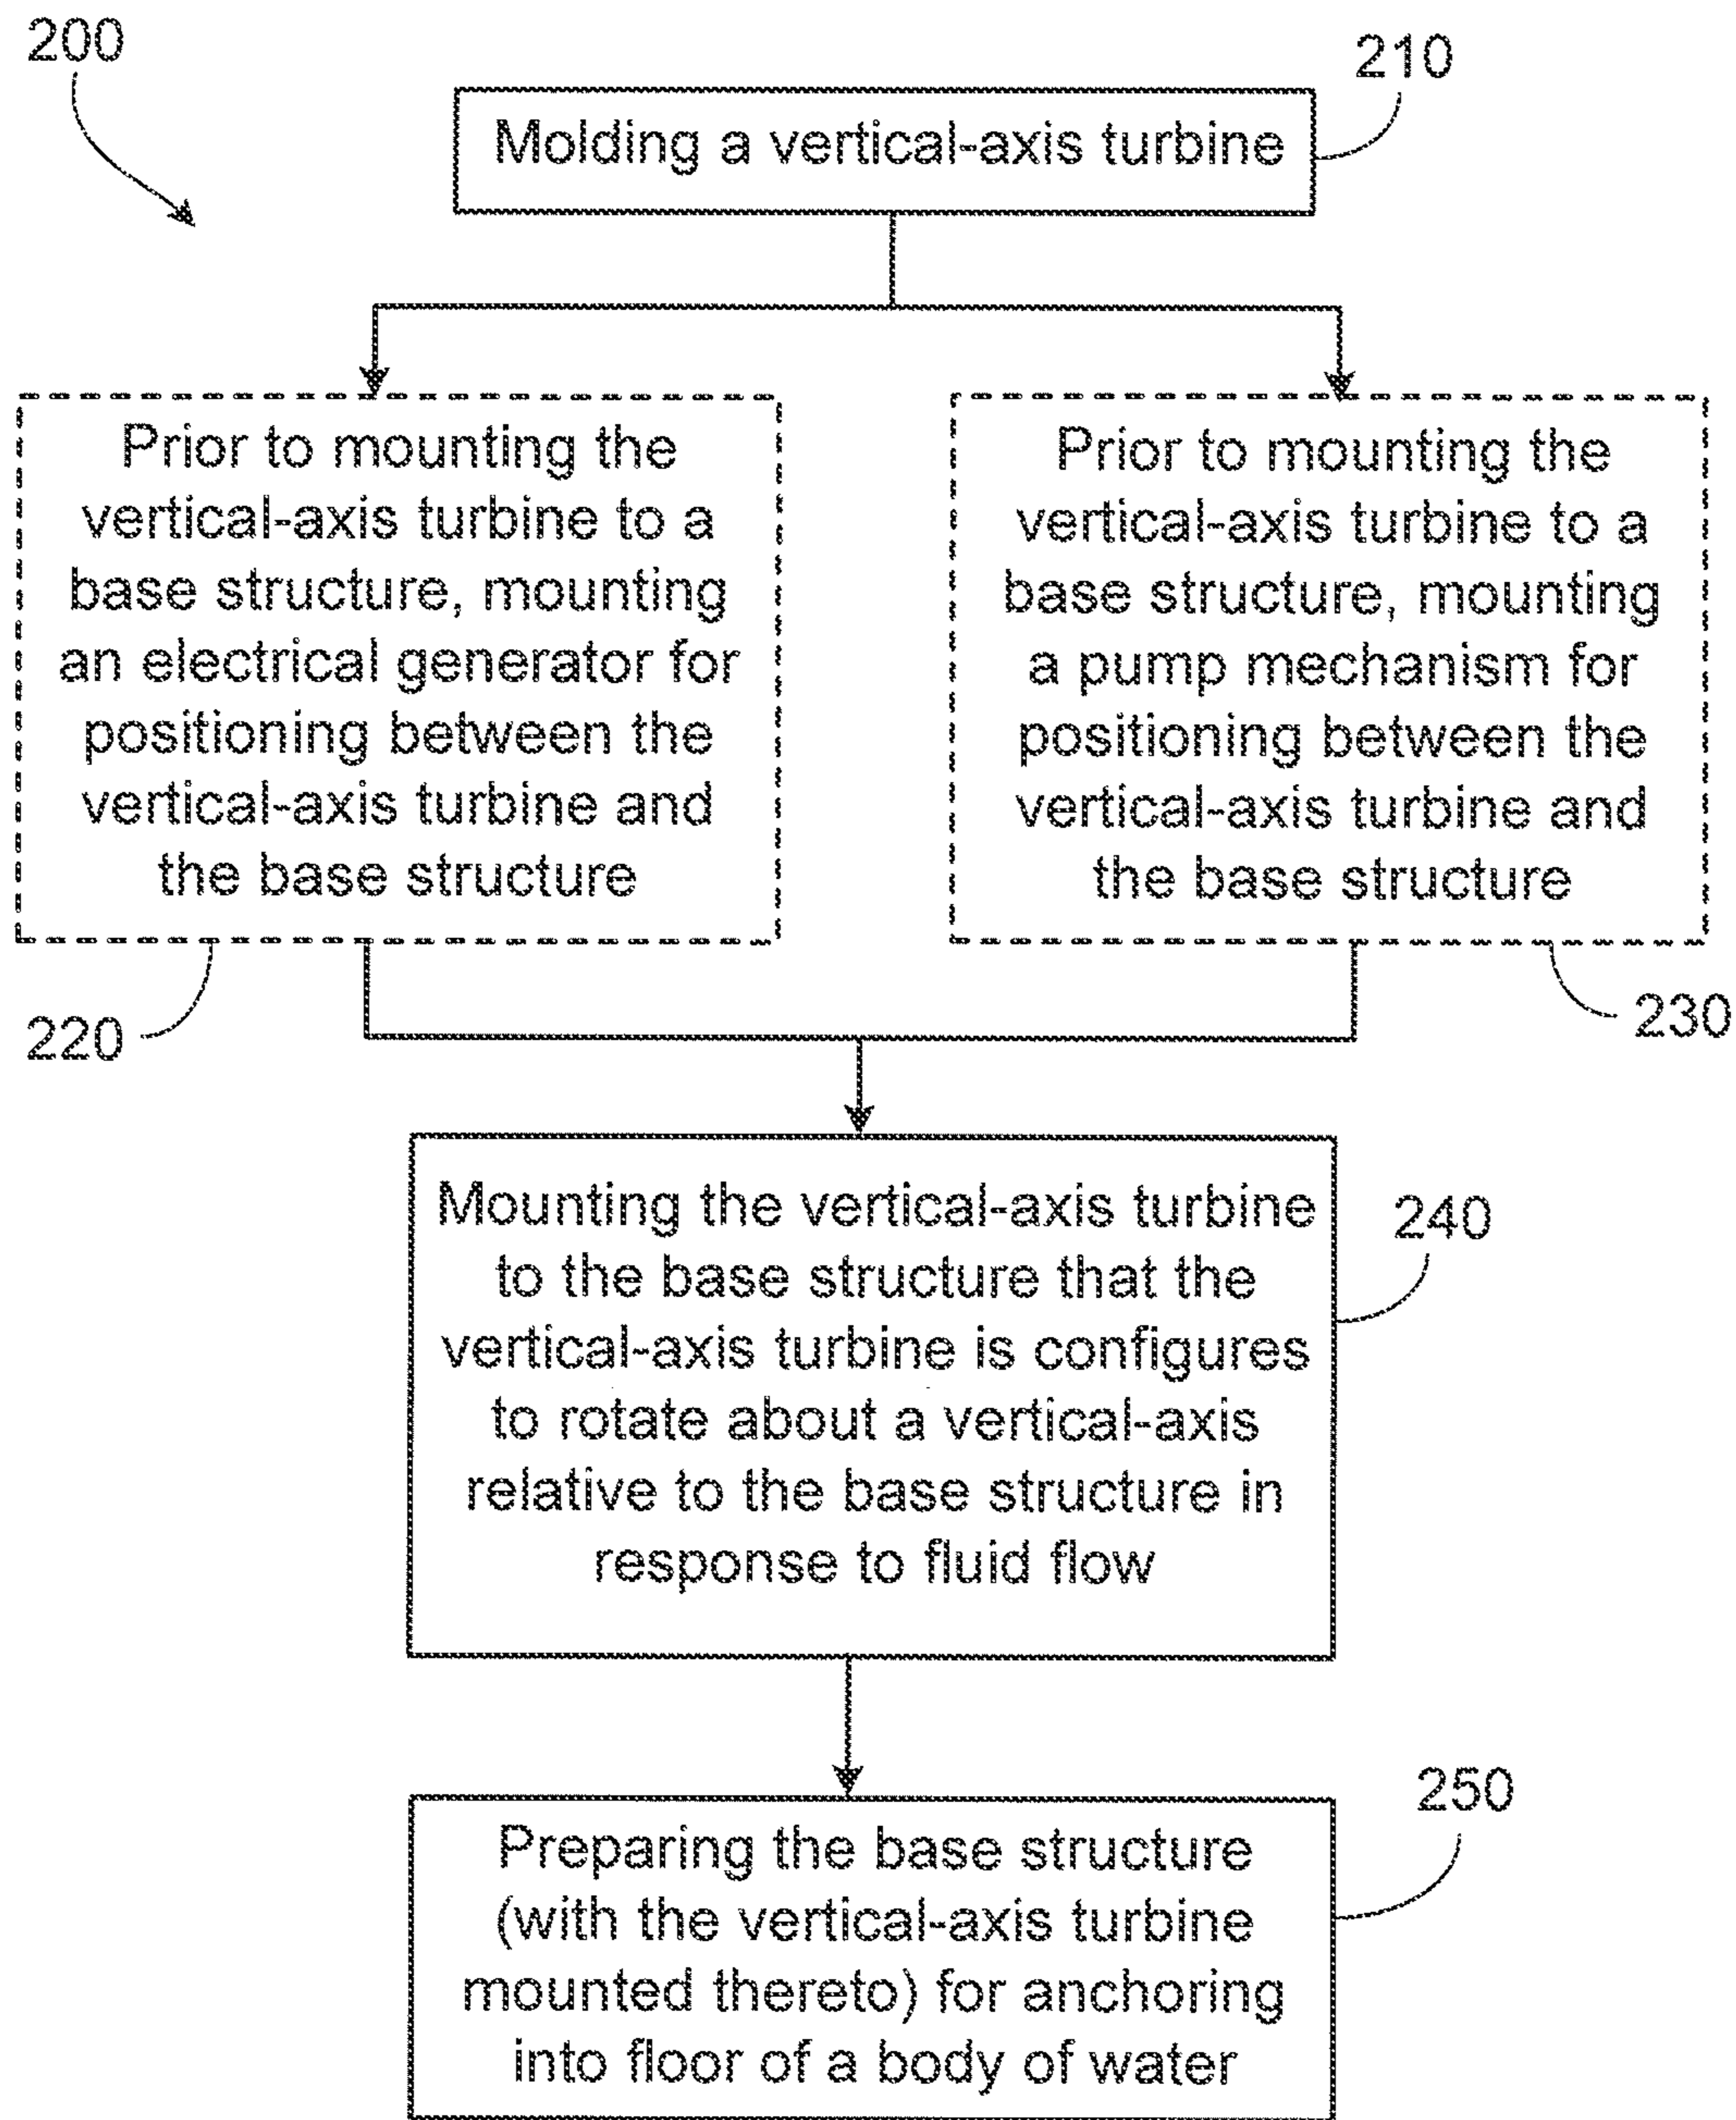 200
210
Molding a vertical-axis turbine
Prior to mounting the
vertical-axis turbine to a
base structure, mounting
an electrical generator for
positioning between the
vertical-axis turbine and
the base structure
220
Prior to mounting the
vertical-axis turbine to a
base structure, mounting
a pump mechanism for
positioning between the
vertical-axis turbine and
the base structure
230
Mounting the vertical-axis turbine
to the base structure that the
vertical-axis turbine is configures
to rotate about a vertical-axis
relative to the base structure in
response to fluid flow
240
Preparing the base structure
(with the vertical-axis turbine
mounted thereto) for anchoring
into floor of a body of water
250